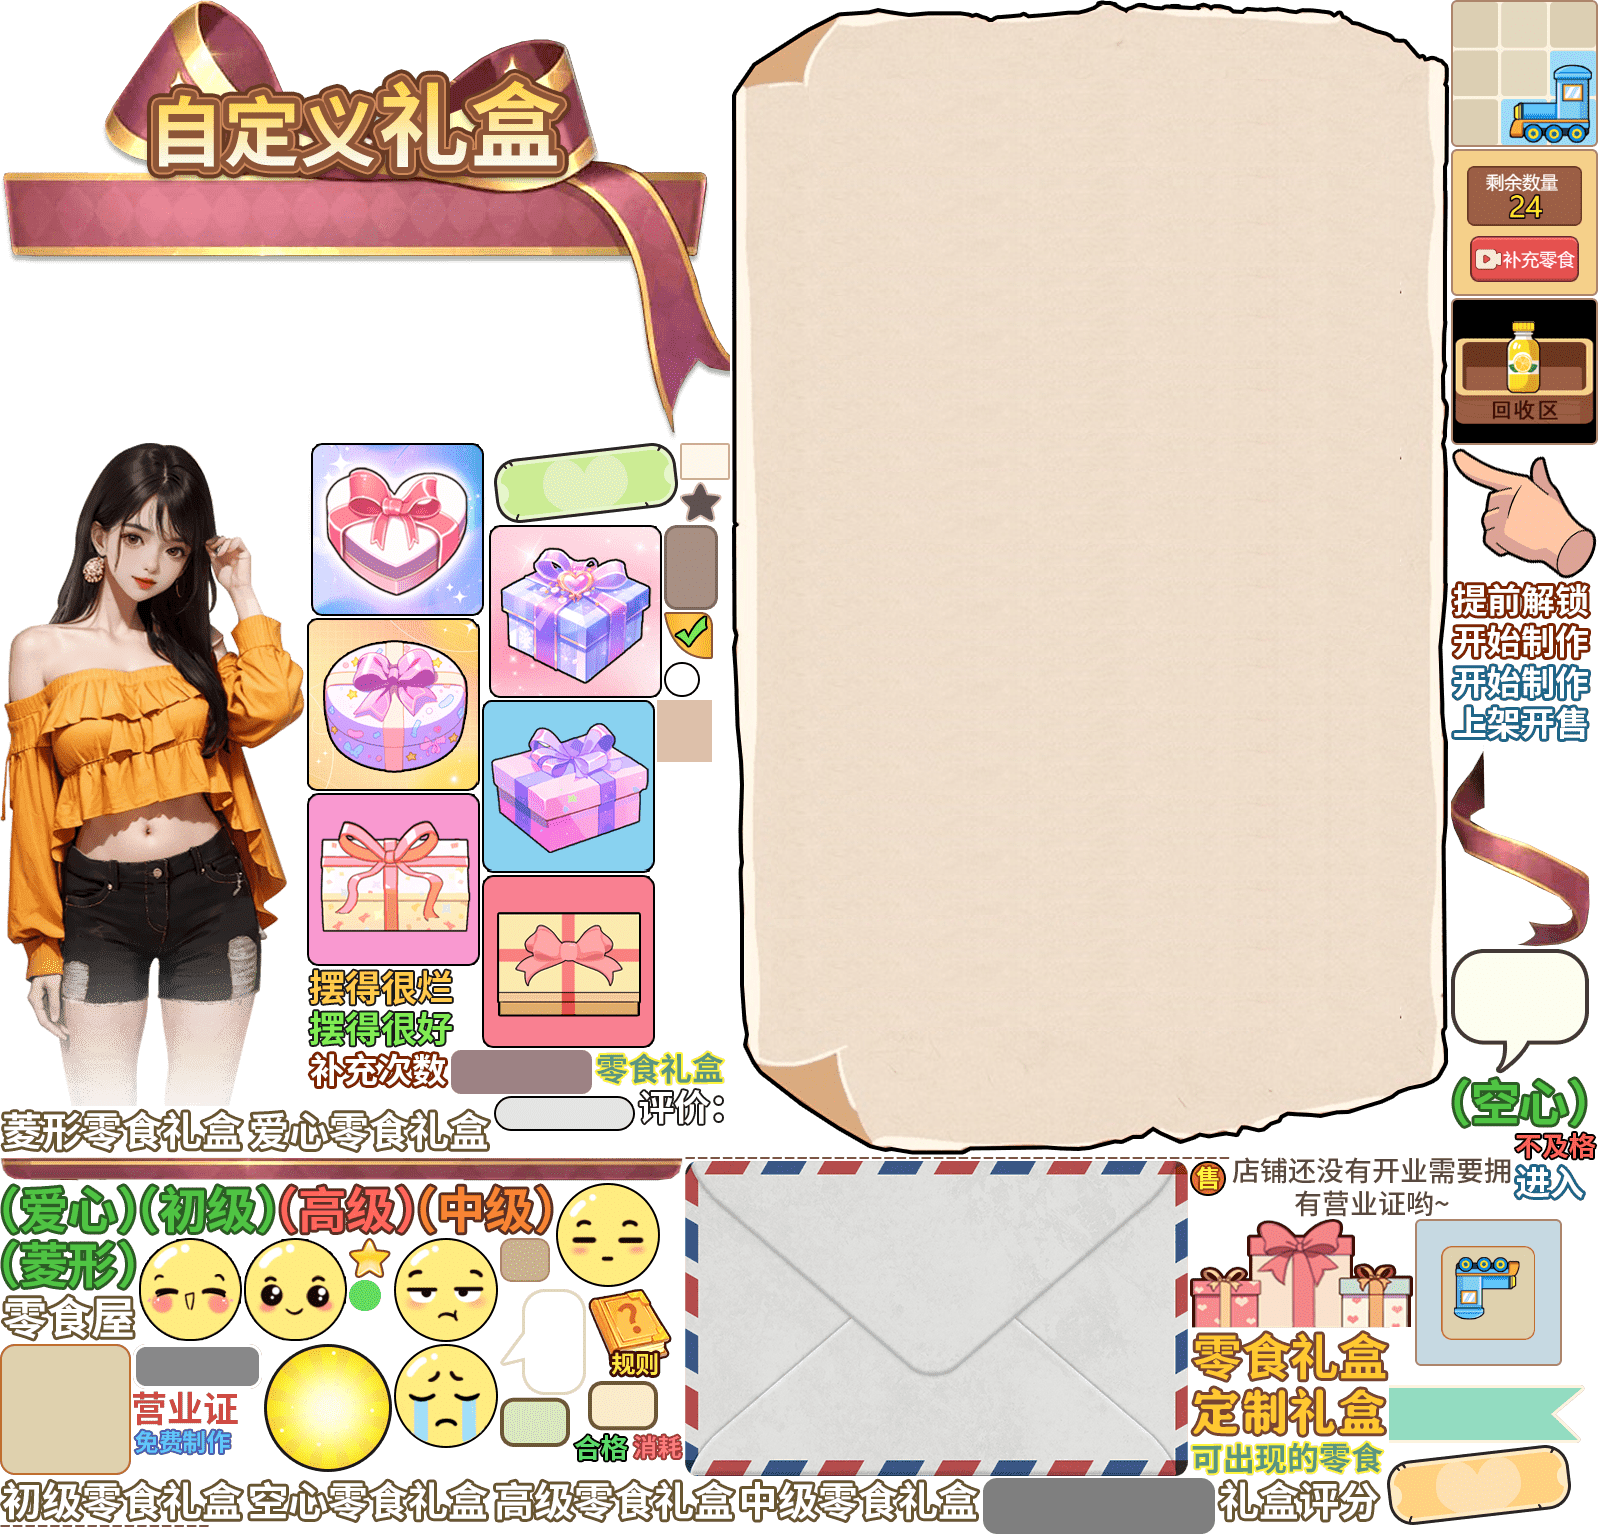 自定义礼盒
剩余数量
24
补充零食
回收区
提前解锁
开始制作
开始制作
上架开售
摆得很烂
摆得很好
补充次数
零食礼盒
评价：
菱形零食礼盒
爱心零食礼盒
(空心)
不及格
进入
售
店铺还没有开业需要拥
有营业证哟~
(爱心)
(初级)
(高级)
(中级)
(菱形)
零食屋
?
规则
营业证
免费制作
合格
消耗
零食礼盒
定制礼盒
可出现的零食
初级零食礼盒
空心零食礼盒
高级零食礼盒
中级零食礼盒
礼盒评分